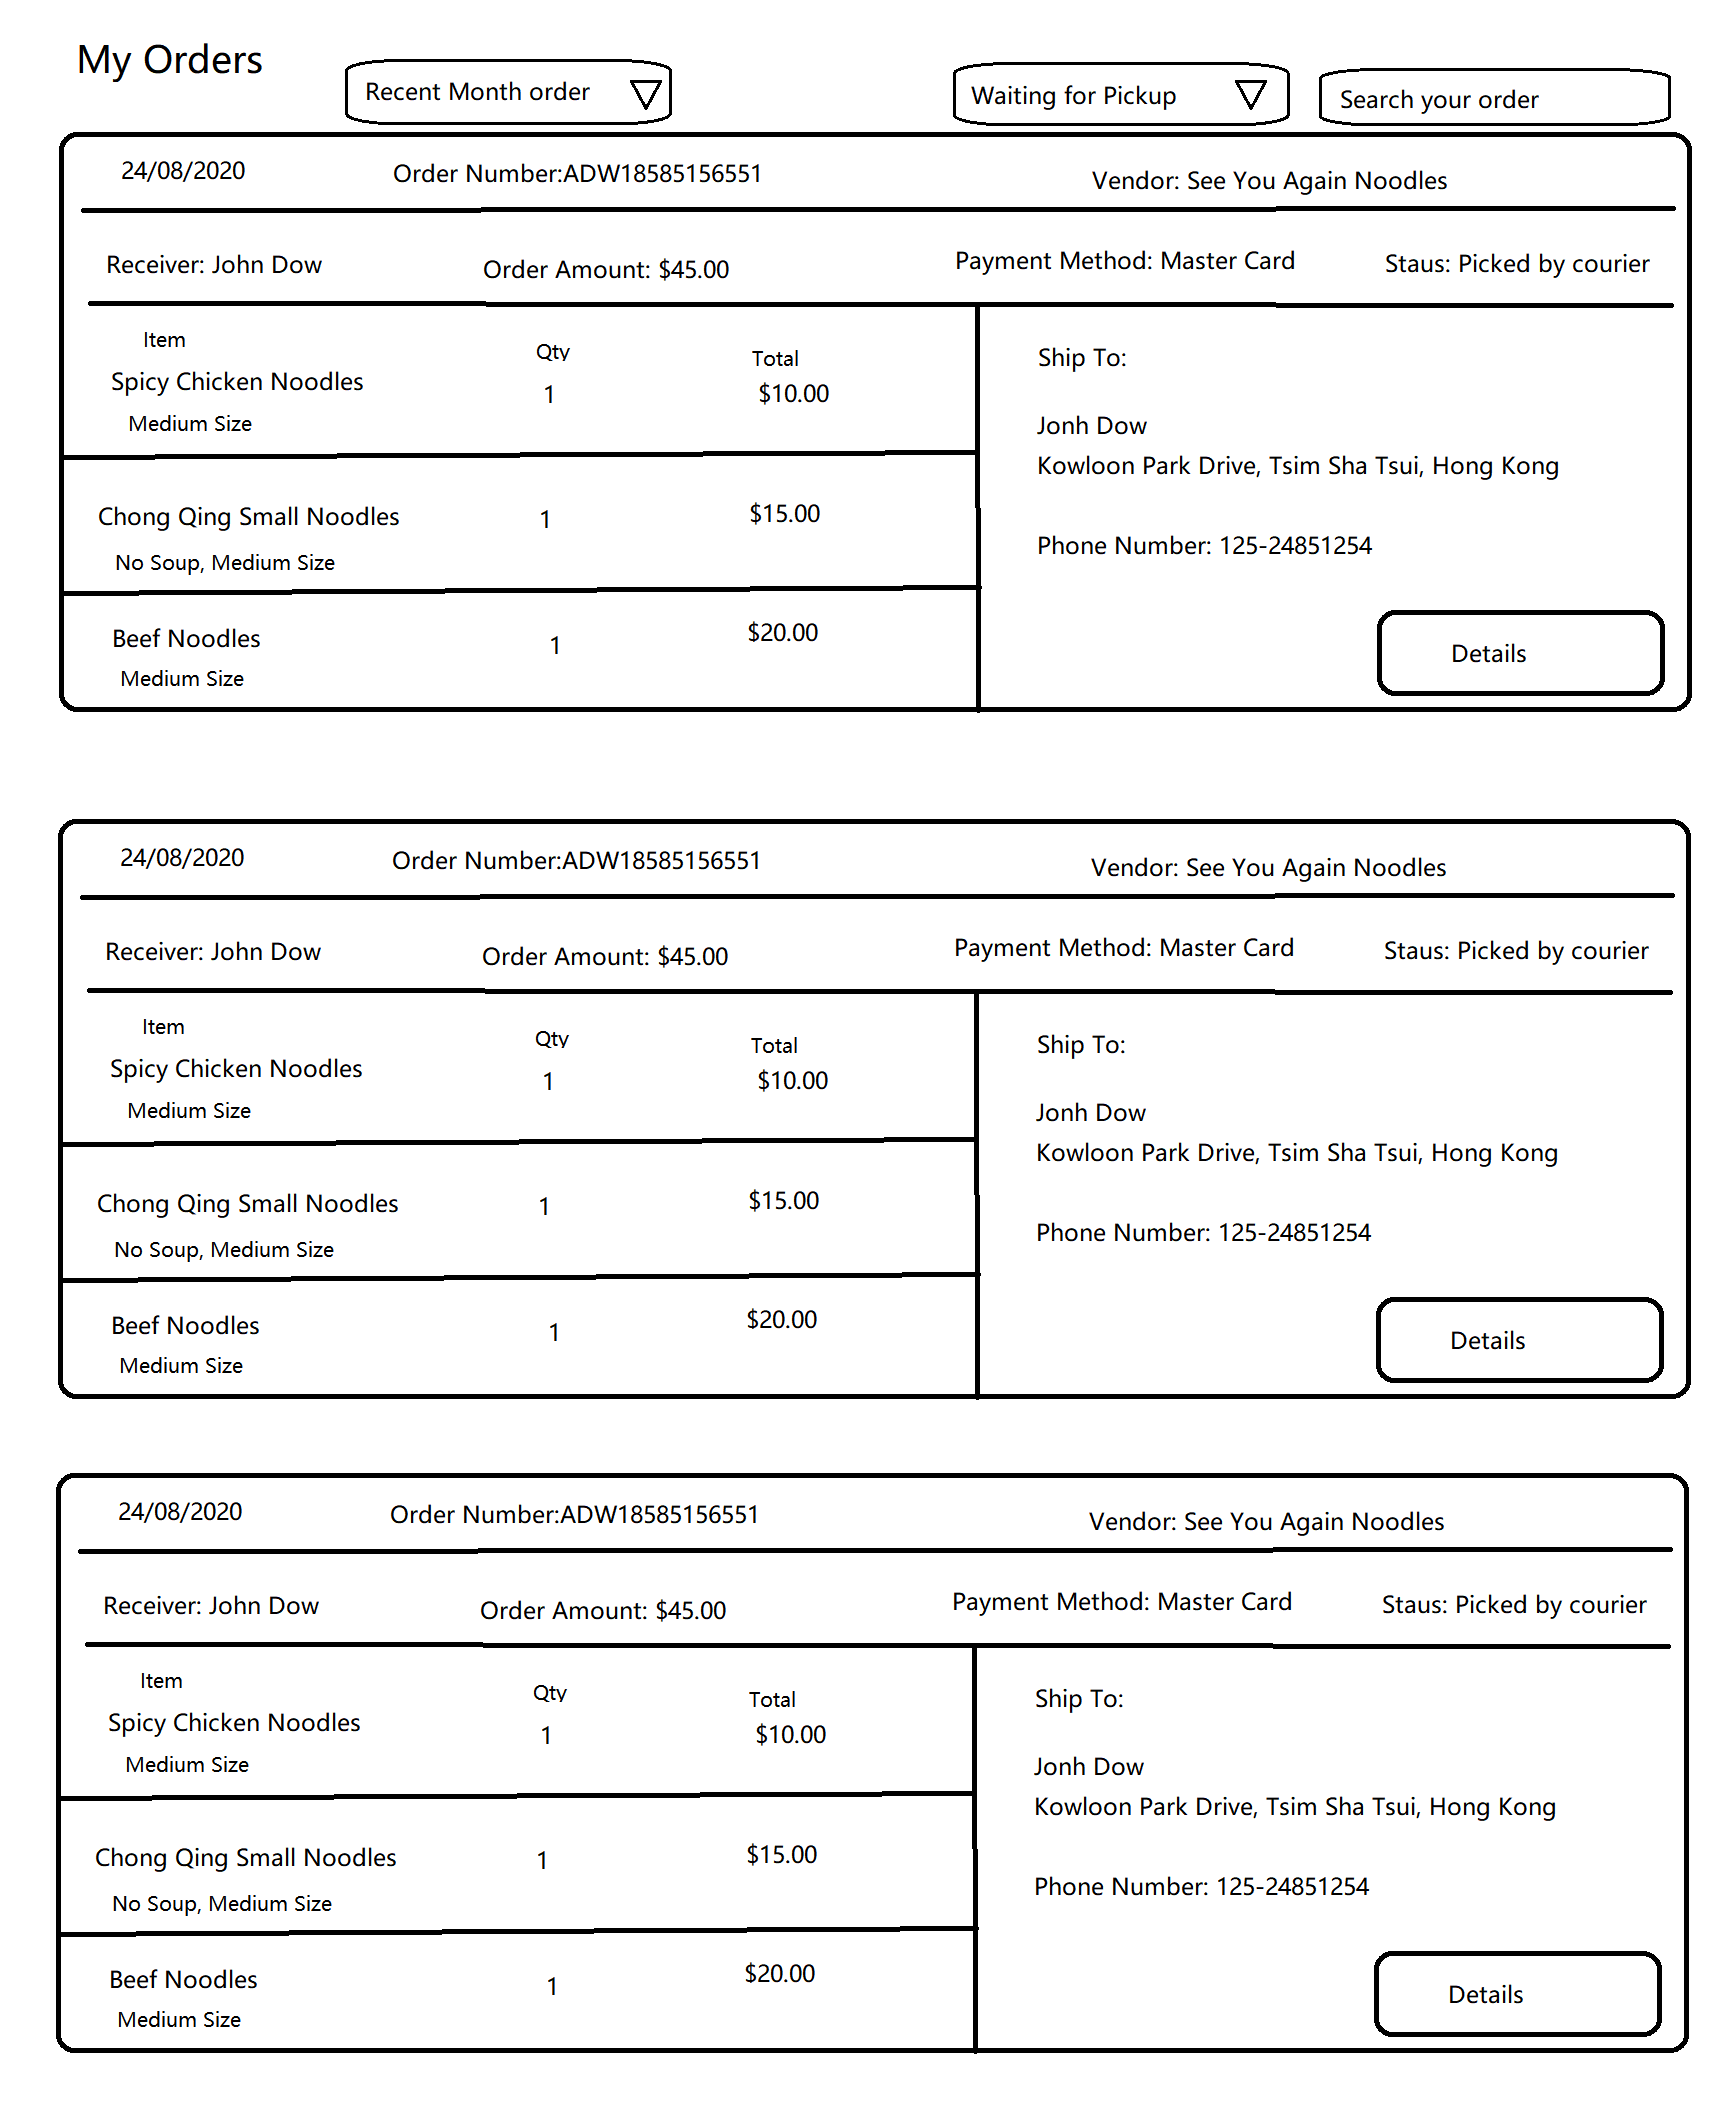 My Orders
Recent Month order
Waiting for Pickup
Search your order
24/08/2020 Order Number:ADW18585156551 Vendor: See You Again Noodles
Receiver: John Dow Order Amount: $45.00 Payment Method: Master Card Staus: Picked by courier
Item Qty Total
Spicy Chicken Noodles 1 $10.00
Medium Size
Chong Qing Small Noodles 1 $15.00
No Soup, Medium Size
Beef Noodles 1 $20.00
Medium Size
Ship To:
Jonh Dow
Kowloon Park Drive, Tsim Sha Tsui, Hong Kong
Phone Number: 125-24851254
Details
24/08/2020 Order Number:ADW18585156551 Vendor: See You Again Noodles
Receiver: John Dow Order Amount: $45.00 Payment Method: Master Card Staus: Picked by courier
Item Qty Total
Spicy Chicken Noodles 1 $10.00
Medium Size
Chong Qing Small Noodles 1 $15.00
No Soup, Medium Size
Beef Noodles 1 $20.00
Medium Size
Ship To:
Jonh Dow
Kowloon Park Drive, Tsim Sha Tsui, Hong Kong
Phone Number: 125-24851254
Details
24/08/2020 Order Number:ADW18585156551 Vendor: See You Again Noodles
Receiver: John Dow Order Amount: $45.00 Payment Method: Master Card Staus: Picked by courier
Item Qty Total
Spicy Chicken Noodles 1 $10.00
Medium Size
Chong Qing Small Noodles 1 $15.00
No Soup, Medium Size
Beef Noodles 1 $20.00
Medium Size
Ship To:
Jonh Dow
Kowloon Park Drive, Tsim Sha Tsui, Hong Kong
Phone Number: 125-24851254
Details